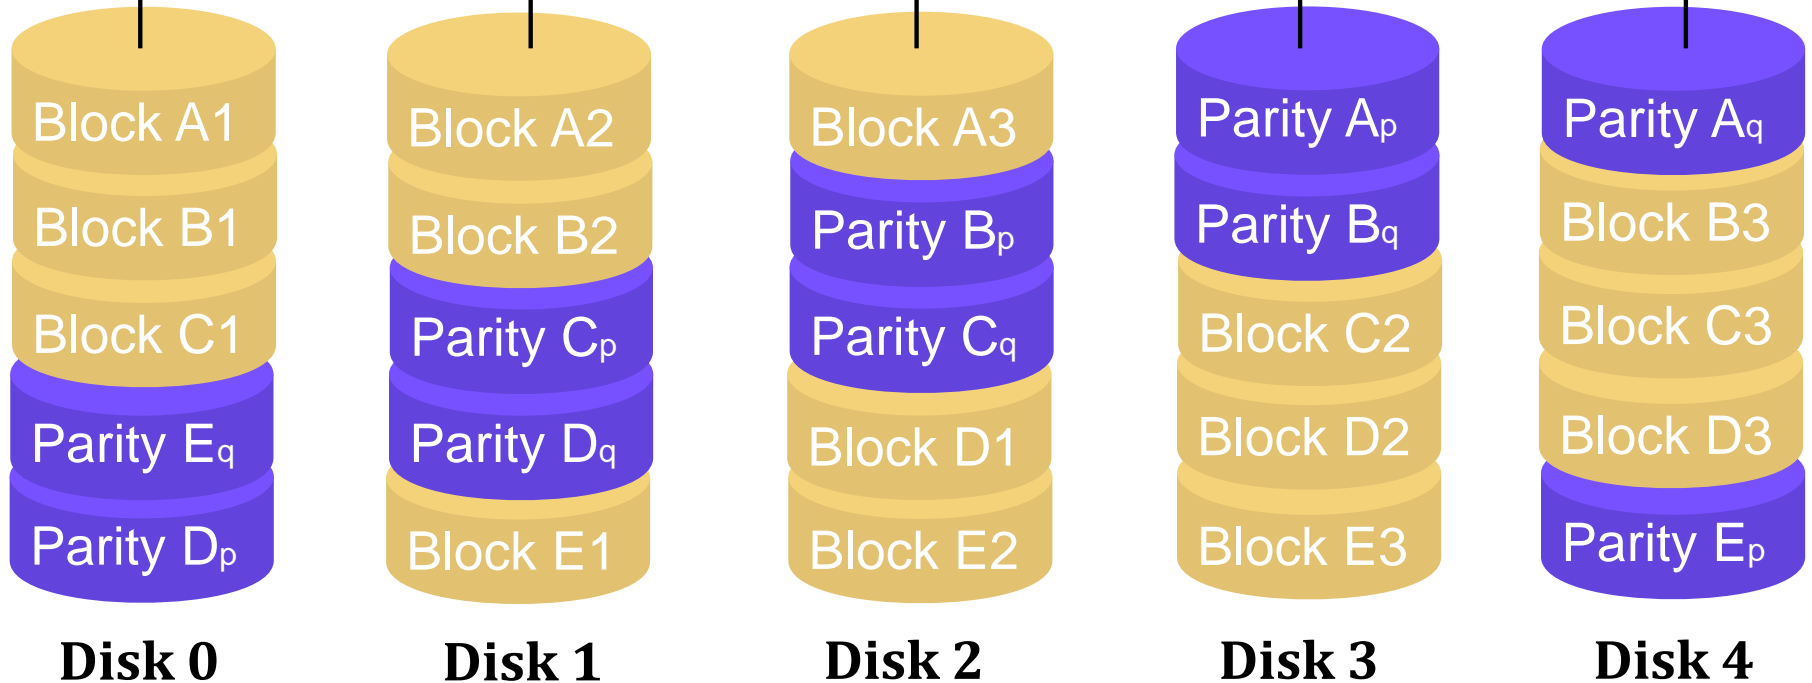 Block A1
Block B1
Block C1
Parity Eq
Parity Dp
Disk 0
Block A2
Block B2
Parity Cp
Parity Dq
Block E1
Disk 1
Block A3
Parity Bp
Parity Cq
Block D1
Block E2
Disk 2
Parity Ap
Parity Bq
Block C2
Block D2
Block E3
Disk 3
Parity Aq
Block B3
Block C3
Block D3
Parity Ep
Disk 4